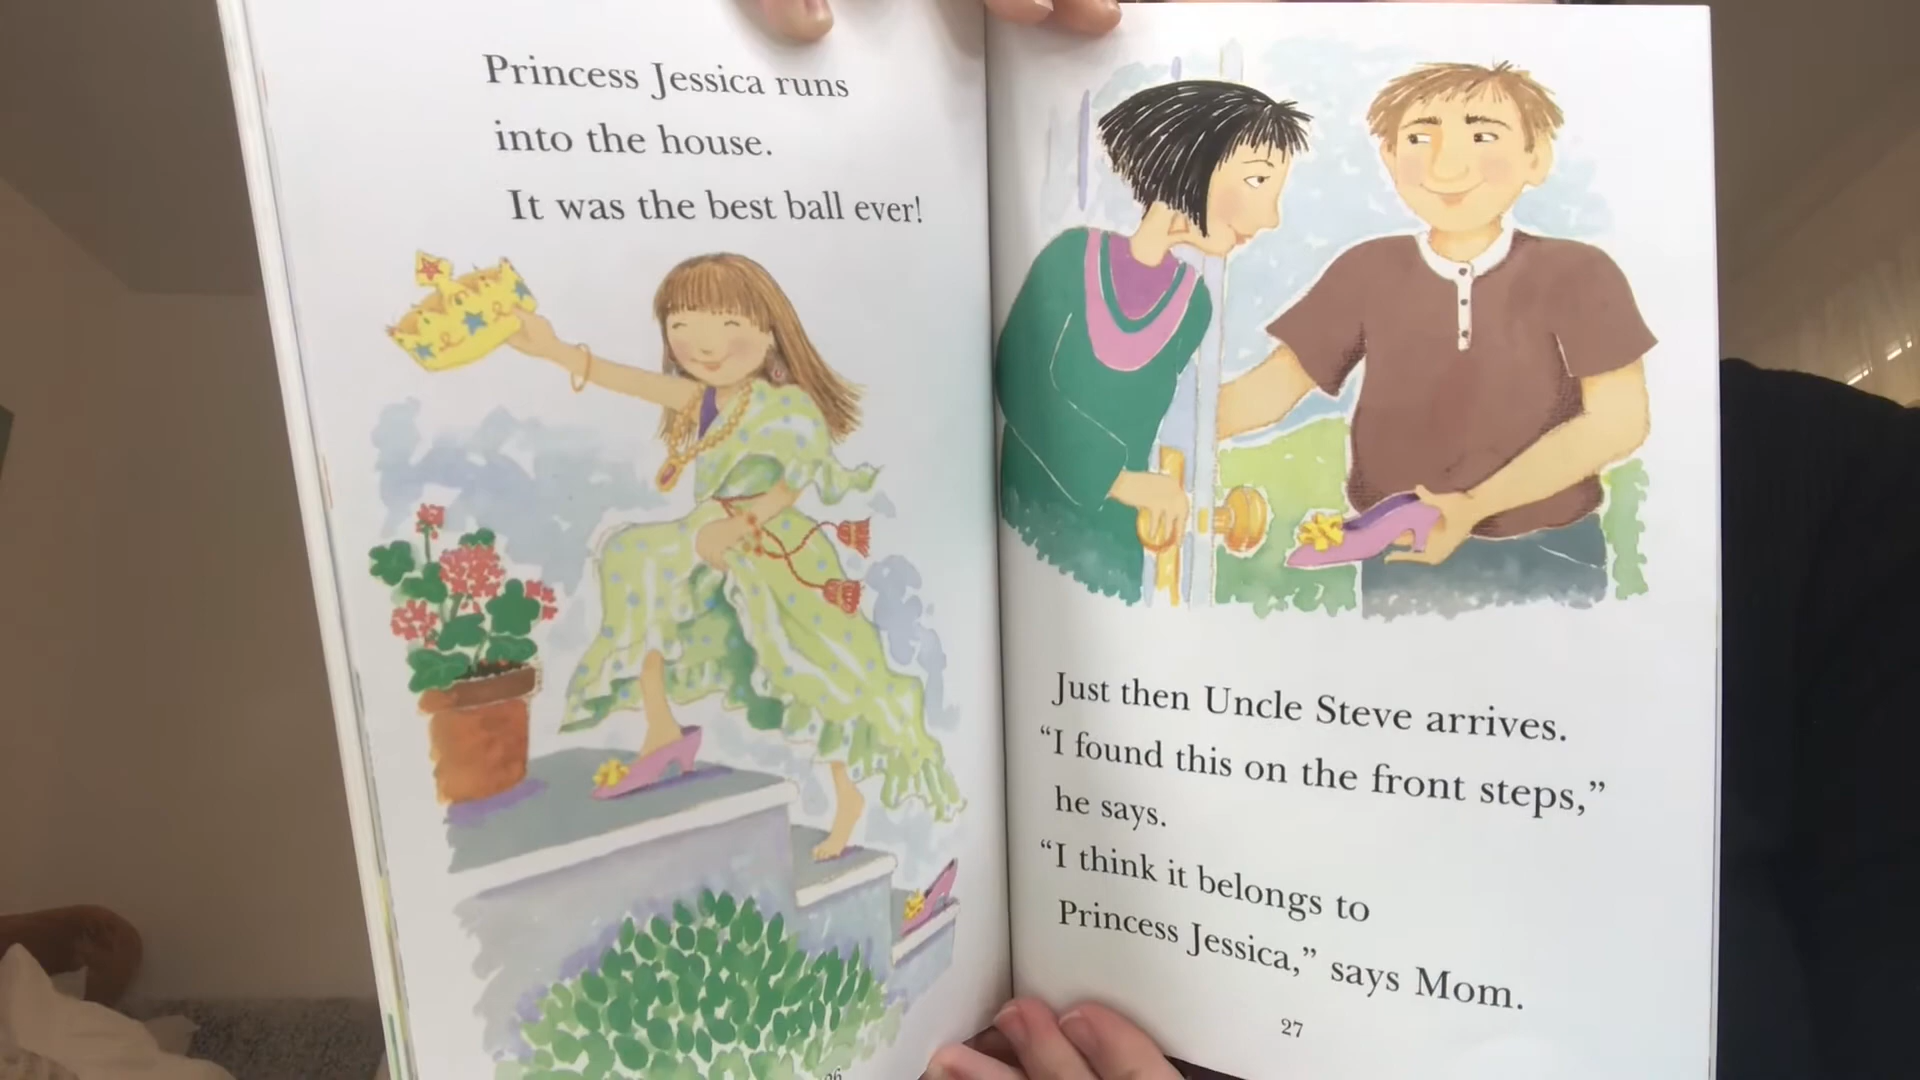 Princess Jessica runs
into the house.
It was the best ball ever!
Just then Uncle Steve arrives.
“I found this on the front steps,”
he says.
“I think it belongs to
Princess Jessica,” says Mom.
27